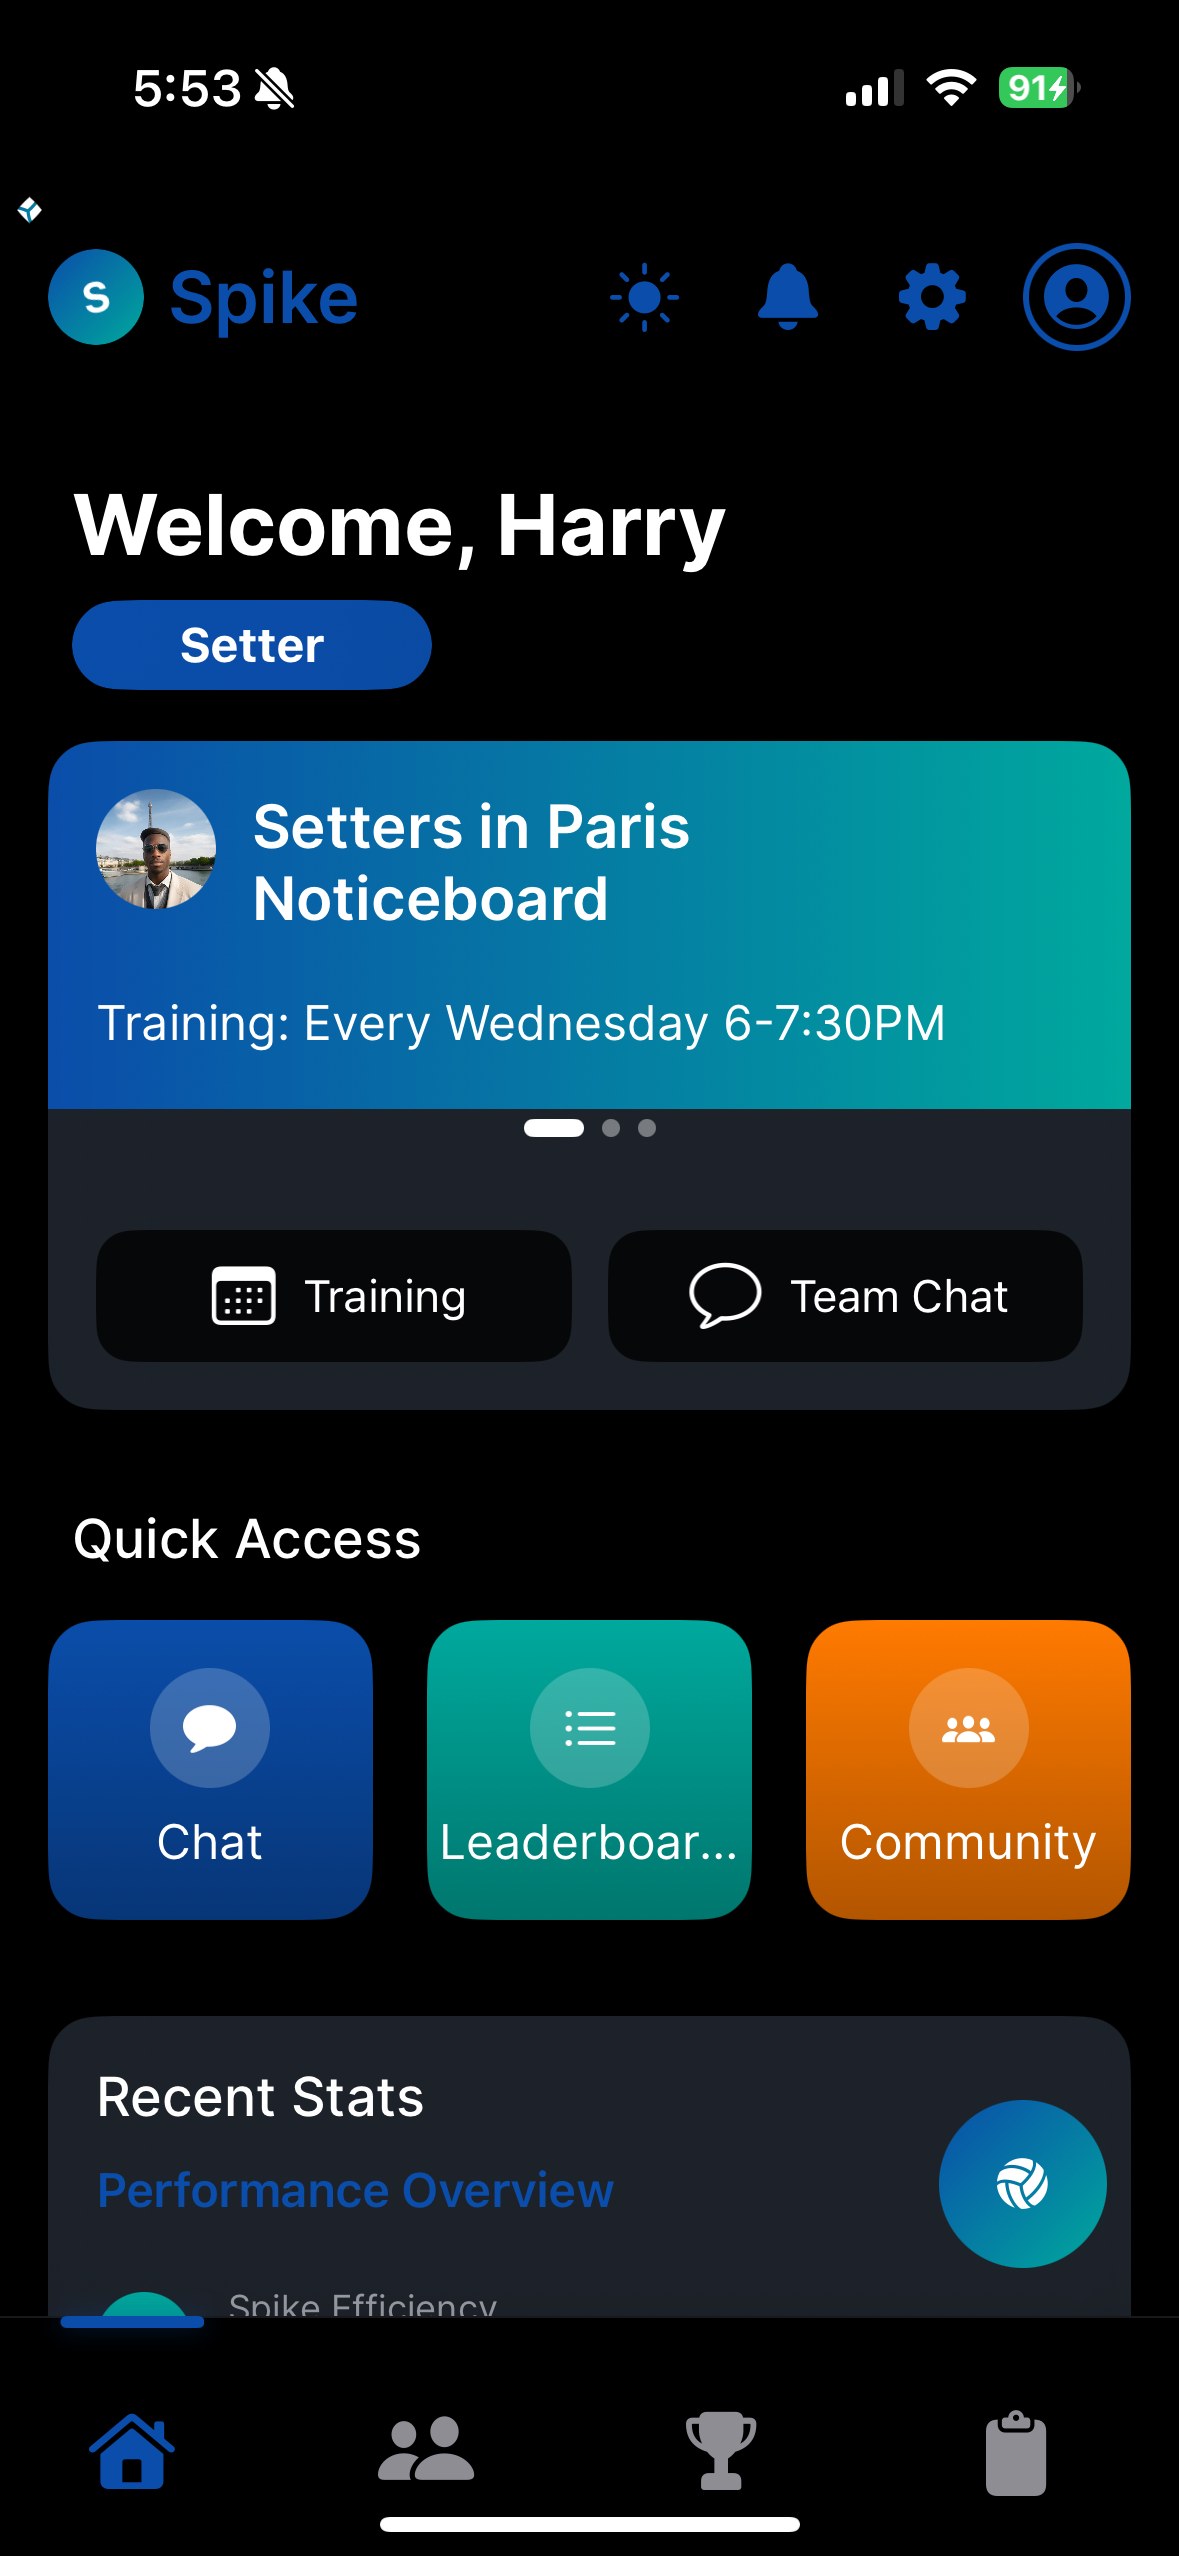 5:53
91
S Spike
Welcome, Harry
Setter
Setters in Paris
Noticeboard
Training: Every Wednesday 6-7:30PM
Training
Team Chat
Quick Access
Chat
Leaderboar...
Community
Recent Stats
Performance Overview
Spike Efficiency